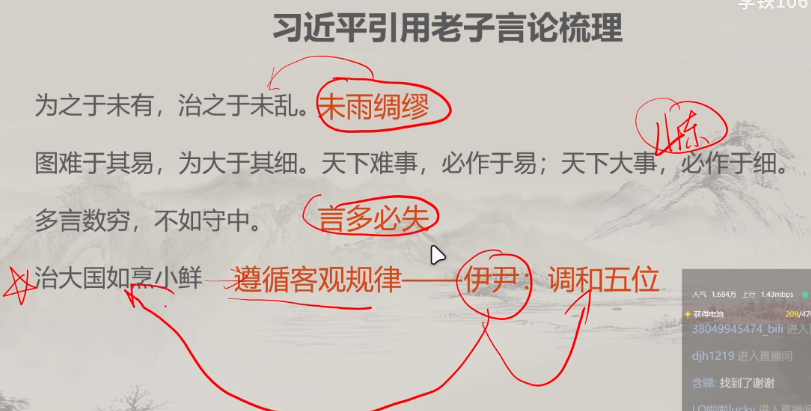 李铁106
习近平引用老子言论梳理
为之于未有，治之于未乱。未雨绸缪
图难于其易，为大于其细。天下难事，必作于易；天下大事，必作于细。
多言数穷，不如守中。 言多必失
治大国如烹小鲜 — 遵循客观规律——伊尹：调和五位
人气 1.684万 上行 1.43mbps
获得电池 209/47
38049945474_bili 进入
djh1219 进入直播间
含睇: 找到了谢谢
进入直播间